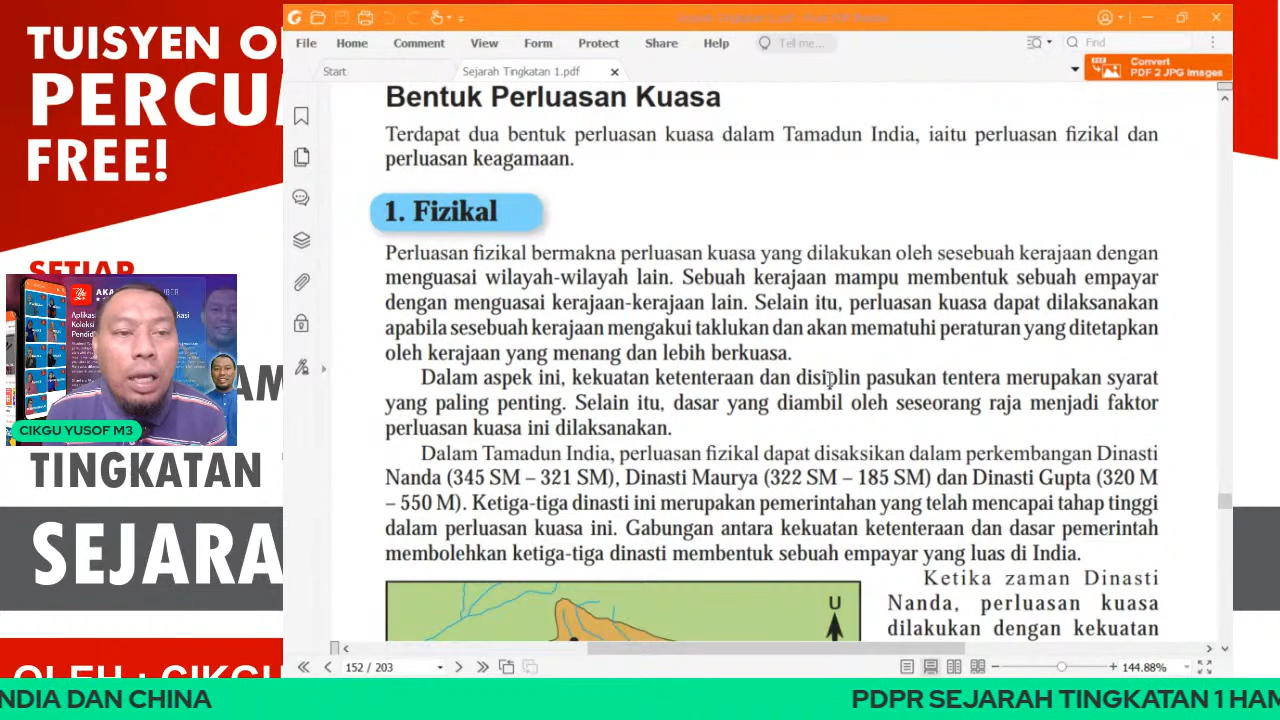 TUISYEN O
PERCU
FREE!
SETIAP
AM
CIKGU YUSOF M3
TINGKATAN
SEJARA
OLEH : CIKGU
File Home Comment View Form Protect Share Help Tell me... Find
Start Sejarah Tingkatan 1.pdf
Convert
PDF 2 JPG Images
Bentuk Perluasan Kuasa
Terdapat dua bentuk perluasan kuasa dalam Tamadun India, iaitu perluasan fizikal dan
perluasan keagamaan.
1. Fizikal
Perluasan fizikal bermakna perluasan kuasa yang dilakukan oleh sesebuah kerajaan dengan
menguasai wilayah-wilayah lain. Sebuah kerajaan mampu membentuk sebuah empayar
dengan menguasai kerajaan-kerajaan lain. Selain itu, perluasan kuasa dapat dilaksanakan
apabila sesebuah kerajaan mengakui taklukan dan akan mematuhi peraturan yang ditetapkan
oleh kerajaan yang menang dan lebih berkuasa.
Dalam aspek ini, kekuatan ketenteraan dan disiplin pasukan tentera merupakan syarat
yang paling penting. Selain itu, dasar yang diambil oleh seseorang raja menjadi faktor
perluasan kuasa ini dilaksanakan.
Dalam Tamadun India, perluasan fizikal dapat disaksikan dalam perkembangan Dinasti
Nanda (345 SM – 321 SM), Dinasti Maurya (322 SM – 185 SM) dan Dinasti Gupta (320 M
– 550 M). Ketiga-tiga dinasti ini merupakan pemerintahan yang telah mencapai tahap tinggi
dalam perluasan kuasa ini. Gabungan antara kekuatan ketenteraan dan dasar pemerintah
membolehkan ketiga-tiga dinasti membentuk sebuah empayar yang luas di India.
U
Ketika zaman Dinasti
Nanda, perluasan kuasa
dilakukan dengan kekuatan
152 / 203
144.88%
NDIA DAN CHINA
PDPR SEJARAH TINGKATAN 1 HAM